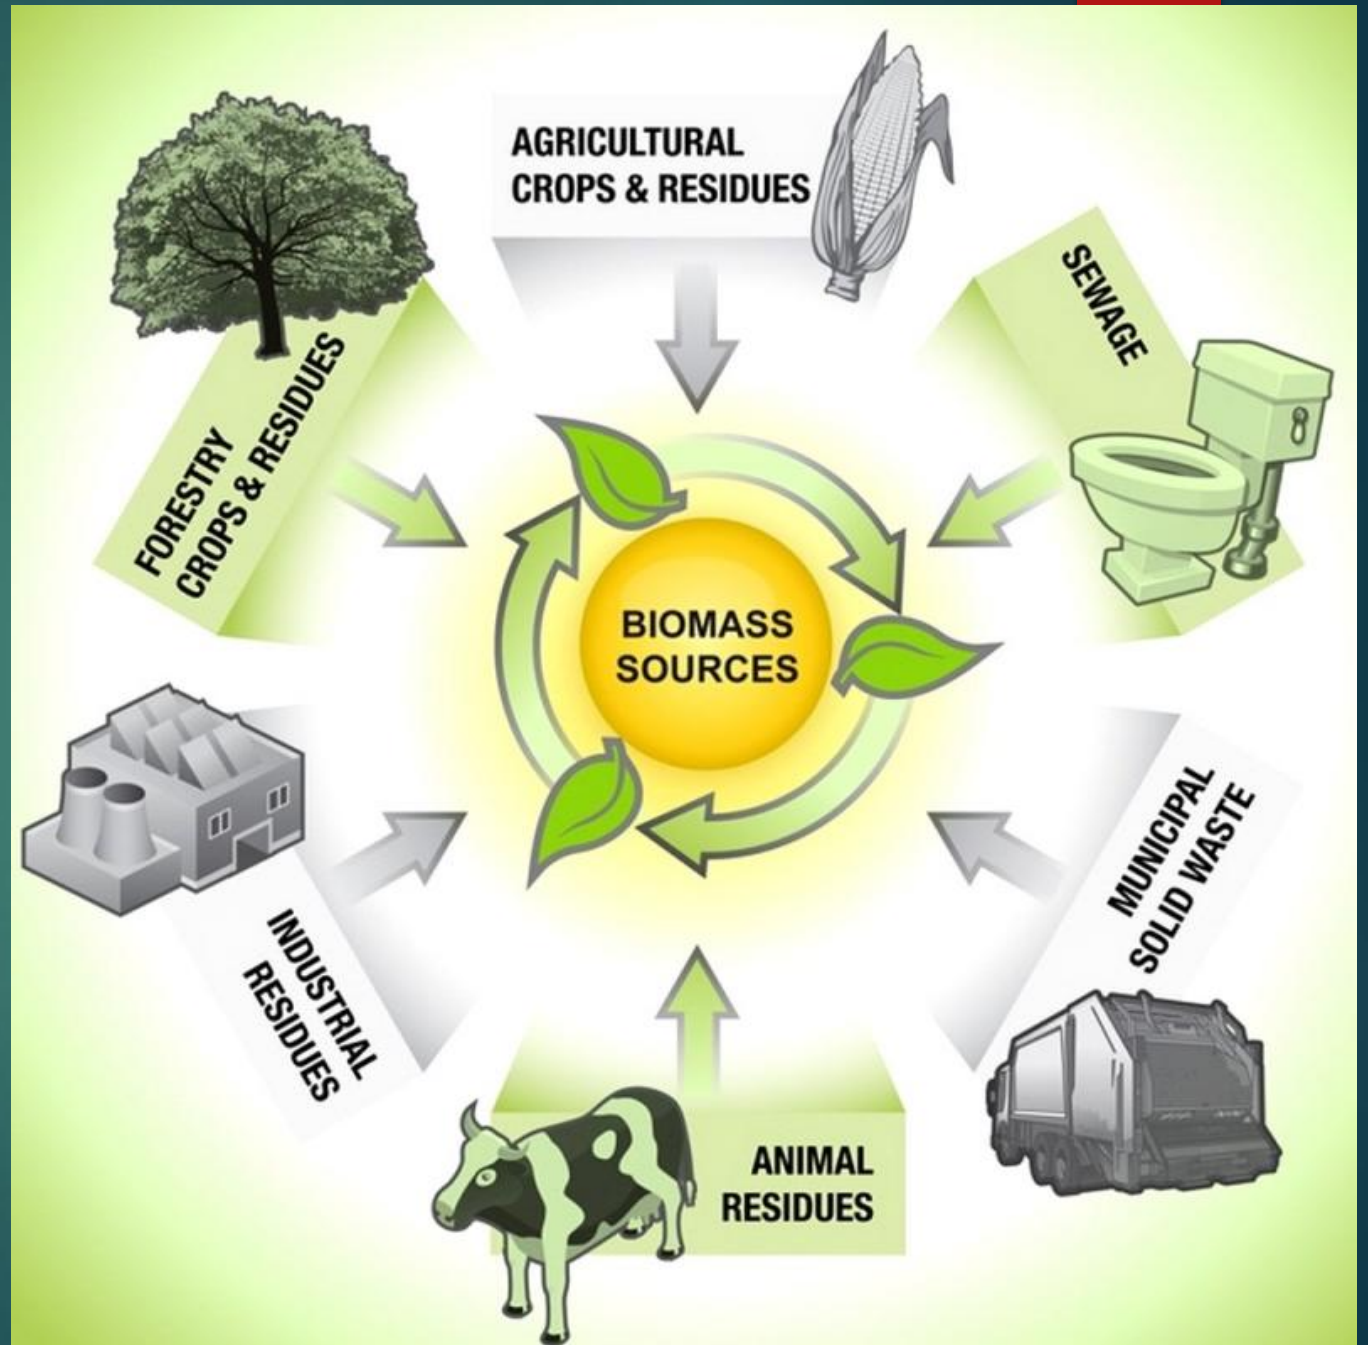 AGRICULTURAL
CROPS & RESIDUES
SEWAGE
MUNICIPAL
SOLID WASTE
ANIMAL
RESIDUES
INDUSTRIAL
RESIDUES
FORESTRY
CROPS & RESIDUES
BIOMASS
SOURCES